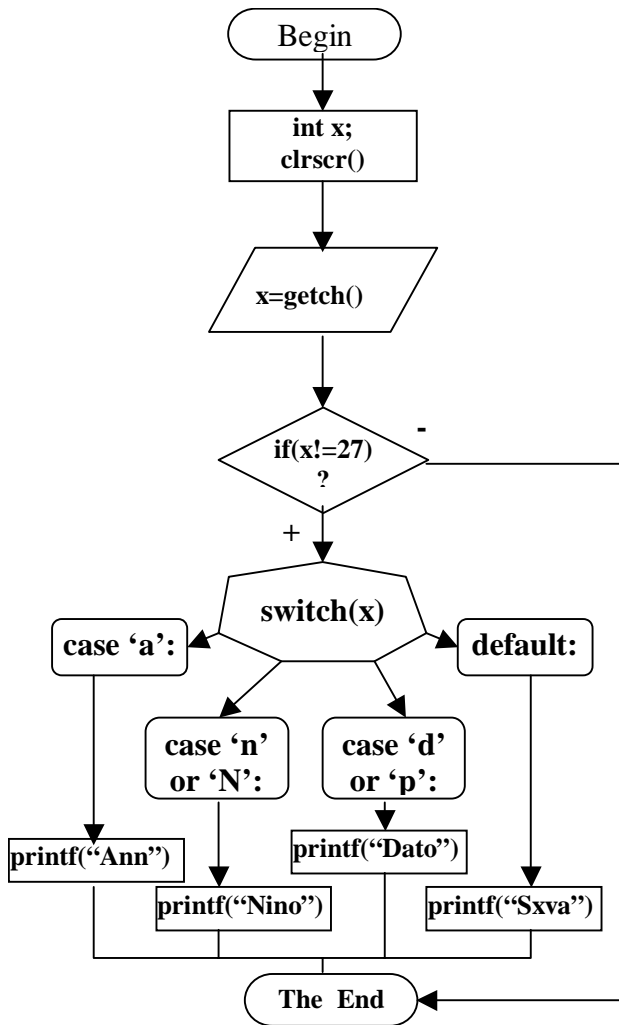 Begin
int x;
clrscr()
x=getch()
-
if(x!=27)
?
+
switch(x)
case ‘a’:
default:
case ‘n’
or ‘N’:
case ‘d’
or ‘p’:
printf(“Ann”)
printf(“Dato”)
printf(“Nino”)
printf(“Sxva”)
The End